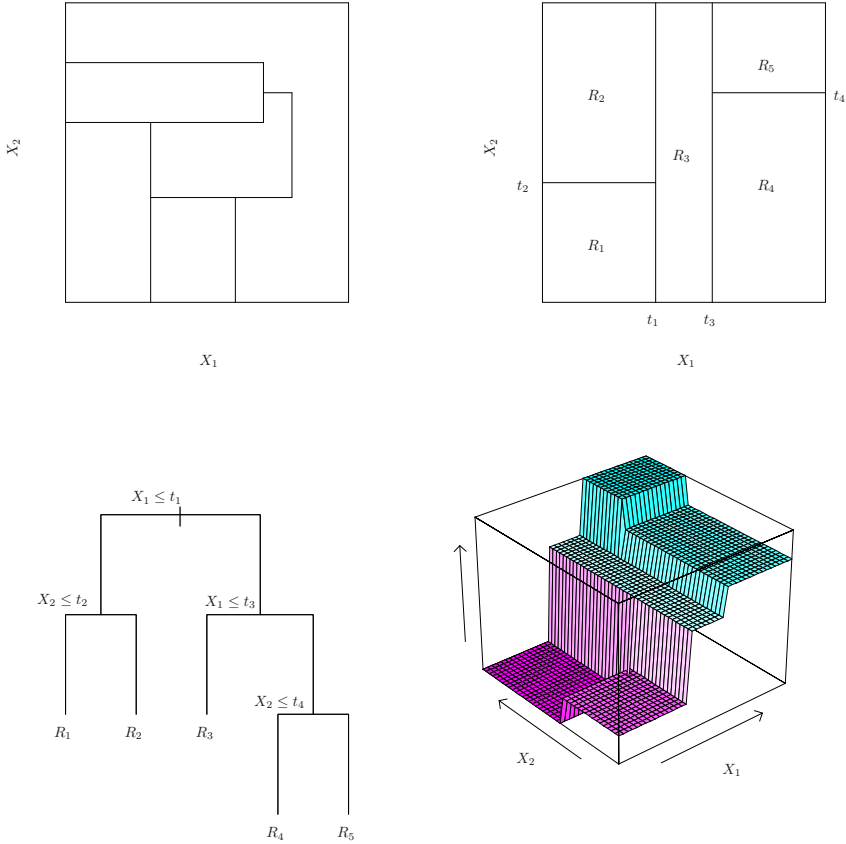 X₂
X₁
X₂
R₂
R₅
t₄
R₃
t₂
R₄
R₁
t₁ t₃
X₁
X₁ ≤ t₁
X₂ ≤ t₂
X₁ ≤ t₃
X₂ ≤ t₄
R₁
R₂
R₃
R₄
R₅
X₂
X₁